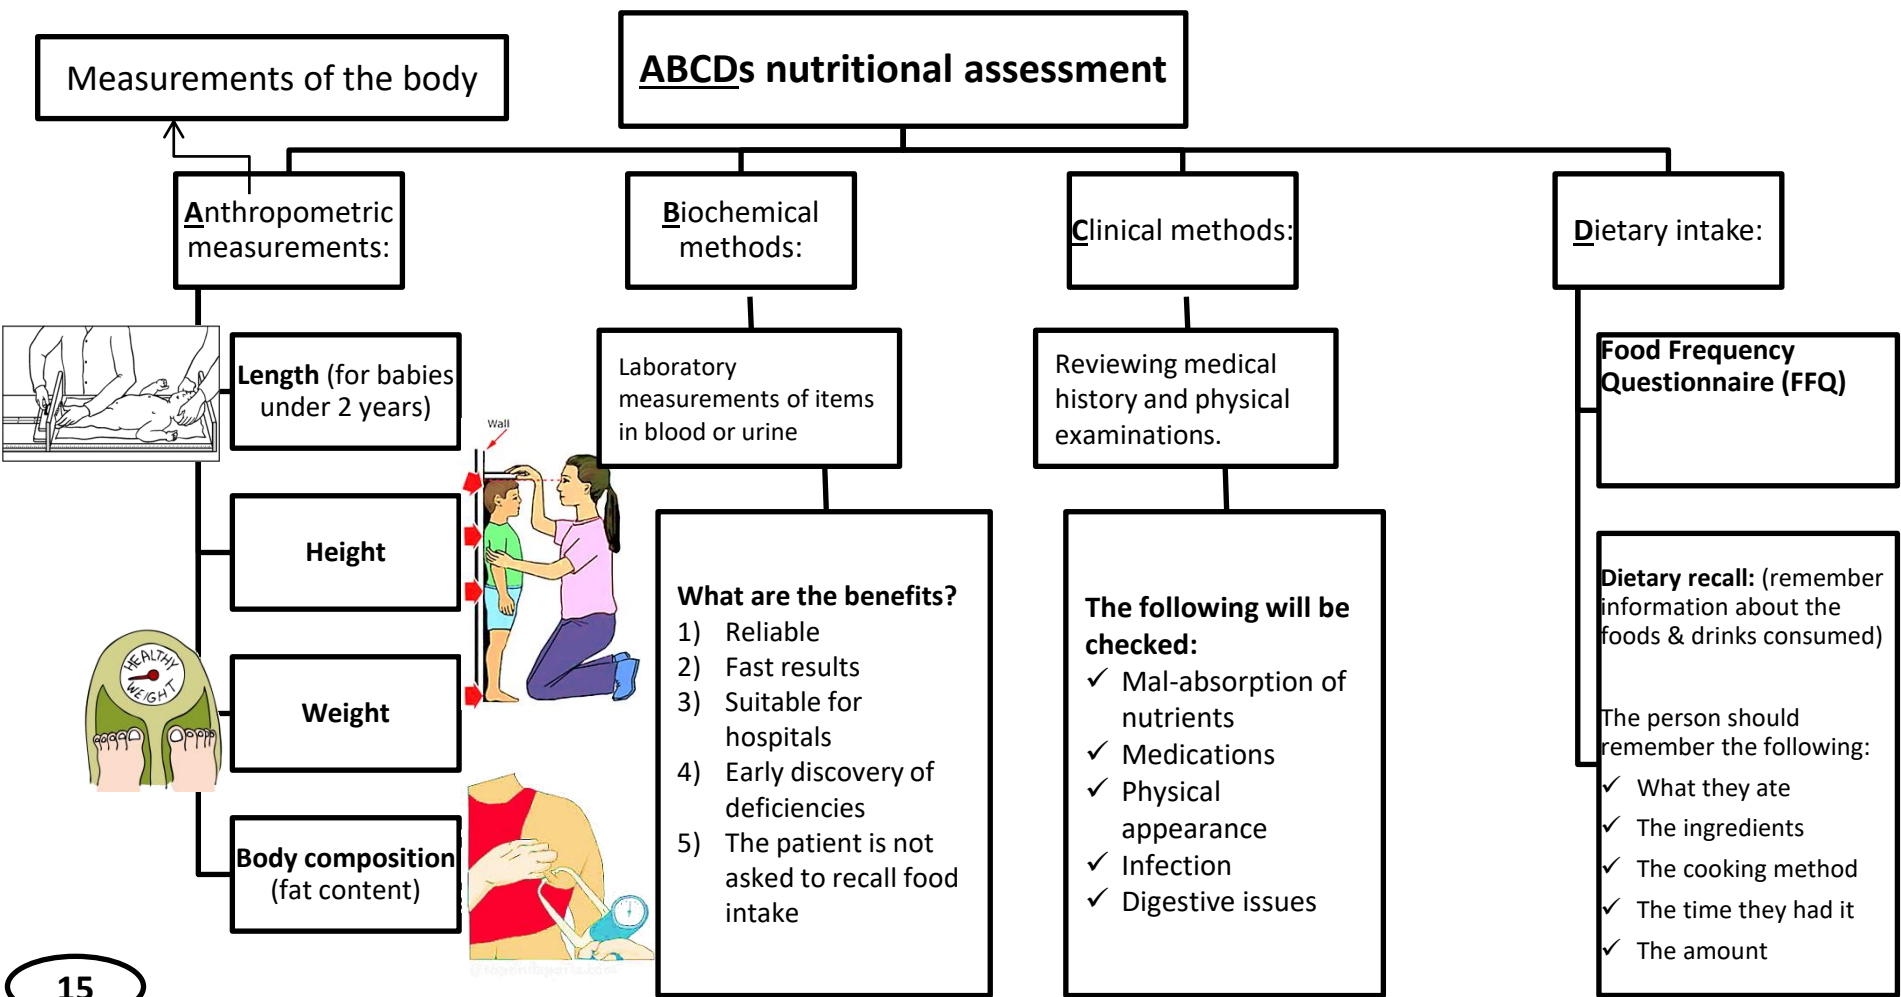 Measurements of the body
ABCDs nutritional assessment
Anthropometric
measurements:
Length (for babies
under 2 years)
Height
Weight
Body composition
(fat content)
Wall
HEALTHY
WEIGHT
Biochemical
methods:
Laboratory
measurements of items
in blood or urine
What are the benefits?
1) Reliable
2) Fast results
3) Suitable for
hospitals
4) Early discovery of
deficiencies
5) The patient is not
asked to recall food
intake
Clinical methods:
Reviewing medical
history and physical
examinations.
The following will be
checked:
✓ Mal-absorption of
nutrients
✓ Medications
✓ Physical
appearance
✓ Infection
✓ Digestive issues
Dietary intake:
Food Frequency
Questionnaire (FFQ)
Dietary recall: (remember
information about the
foods & drinks consumed)
The person should
remember the following:
✓ What they ate
✓ The ingredients
✓ The cooking method
✓ The time they had it
✓ The amount
15